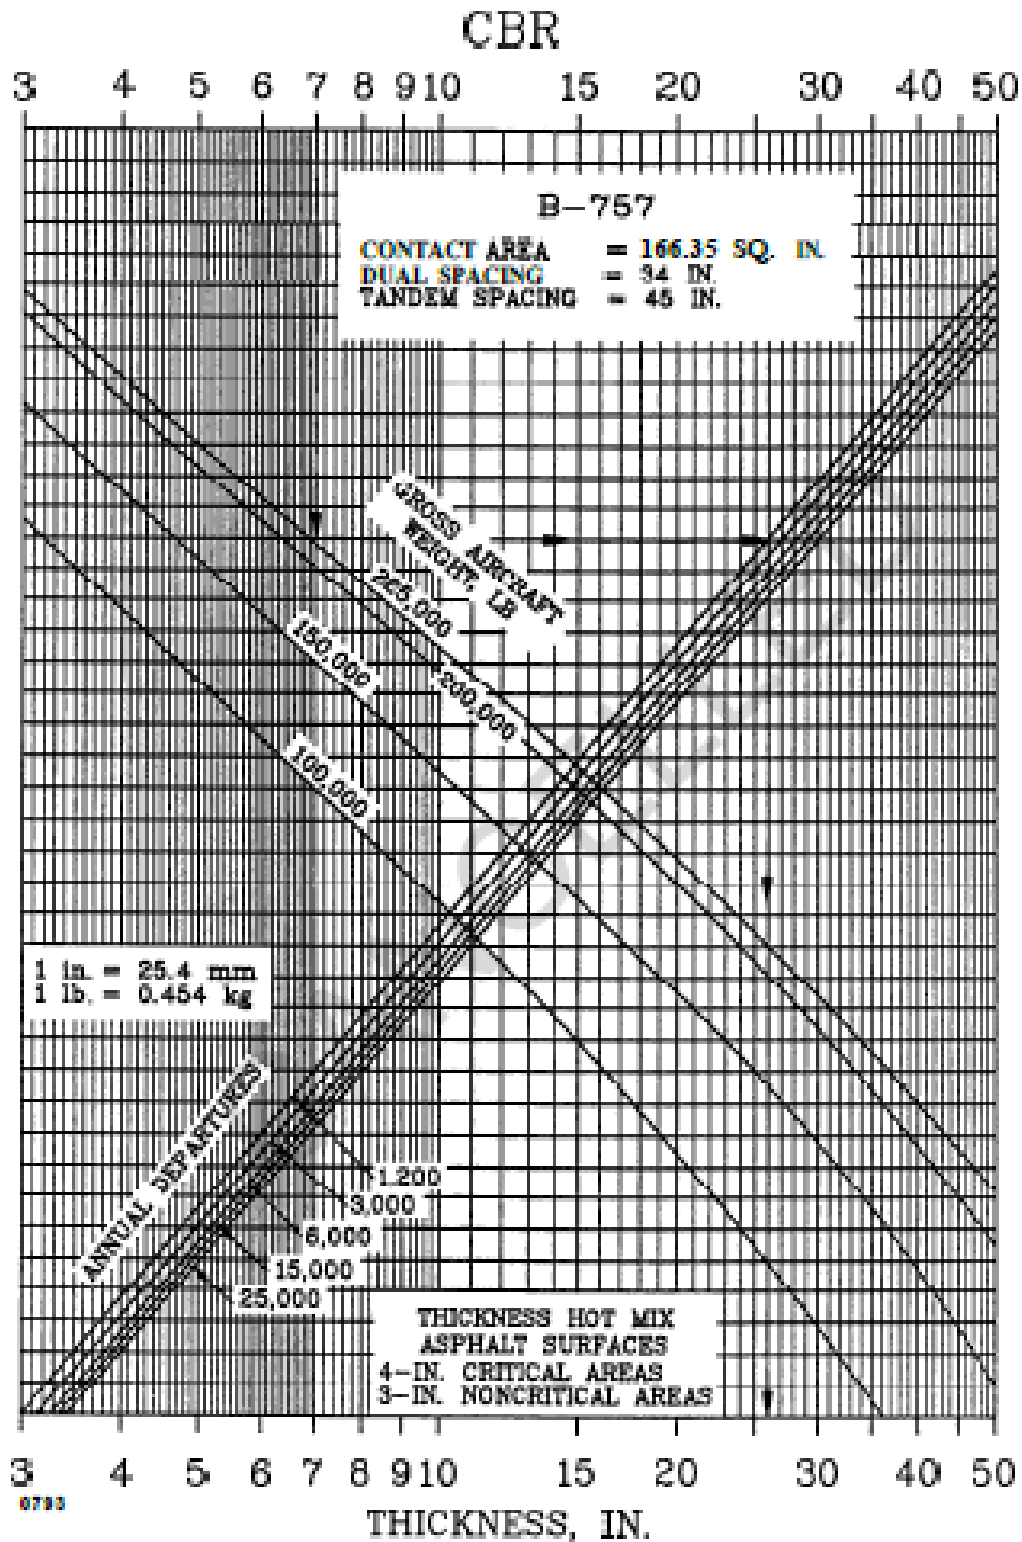 CBR
3 4 5 6 7 8 9 10 15 20 30 40 50
B-757
CONTACT AREA = 166.35 SQ. IN.
DUAL SPACING = 34 IN.
TANDEM SPACING = 45 IN.
GROSS AIRCRAFT
WEIGHT, LB
225,000
200,000
150,000
100,000
1 in. = 25.4 mm
1 lb. = 0.454 kg
ANNUAL DEPARTURES
1.200
3,000
6,000
15,000
25,000
THICKNESS HOT MIX
ASPHALT SURFACES
4-IN. CRITICAL AREAS
3-IN. NONCRITICAL AREAS
3 4 5 6 7 8 9 10 15 20 30 40 50
0793
THICKNESS, IN.